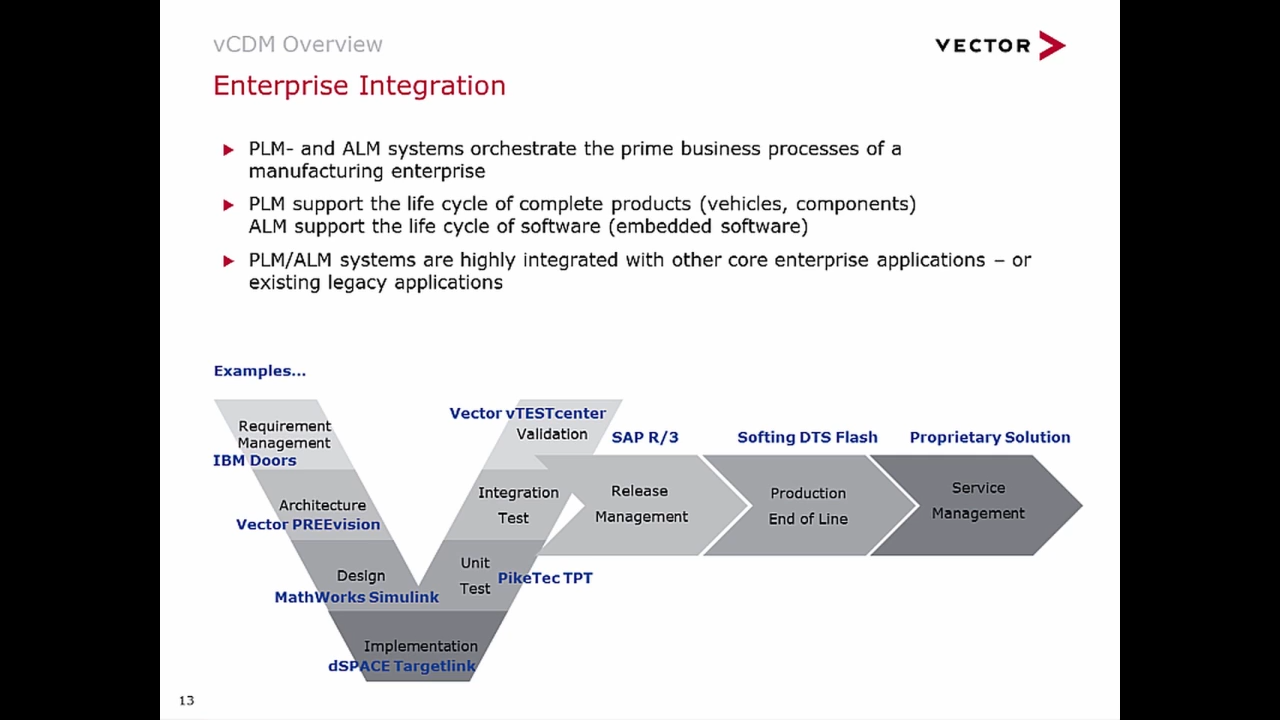 vCDM Overview
VECTOR
Enterprise Integration
PLM- and ALM systems orchestrate the prime business processes of a
manufacturing enterprise
PLM support the life cycle of complete products (vehicles, components)
ALM support the life cycle of software (embedded software)
PLM/ALM systems are highly integrated with other core enterprise applications – or
existing legacy applications
Examples...
Requirement
Management
IBM Doors
Architecture
Vector PREEvision
Design
MathWorks Simulink
Implementation
dSPACE Targetlink
Unit
Test
PikeTec TPT
Integration
Test
Vector vTESTcenter
Validation
SAP R/3
Release
Management
Softing DTS Flash
Production
End of Line
Proprietary Solution
Service
Management
13